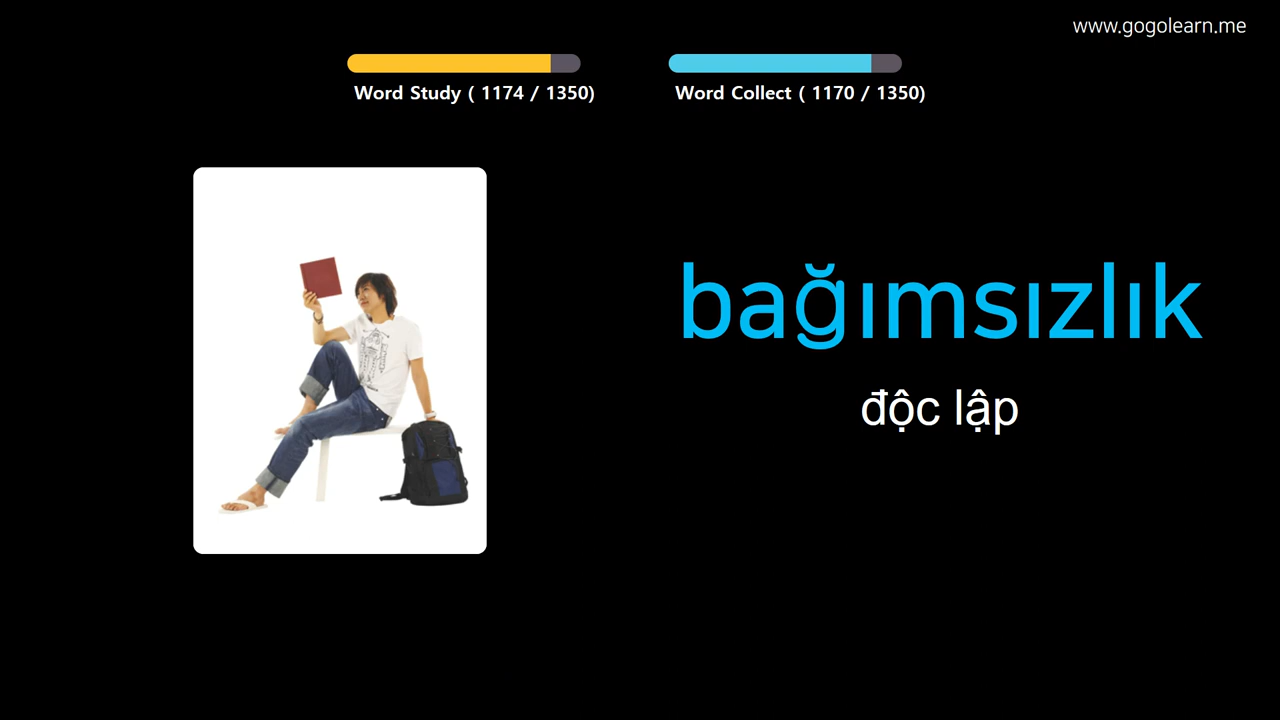 www.gogolearn.me
Word Study ( 1174 / 1350)
Word Collect ( 1170 / 1350)
bağımsızlık
độc lập